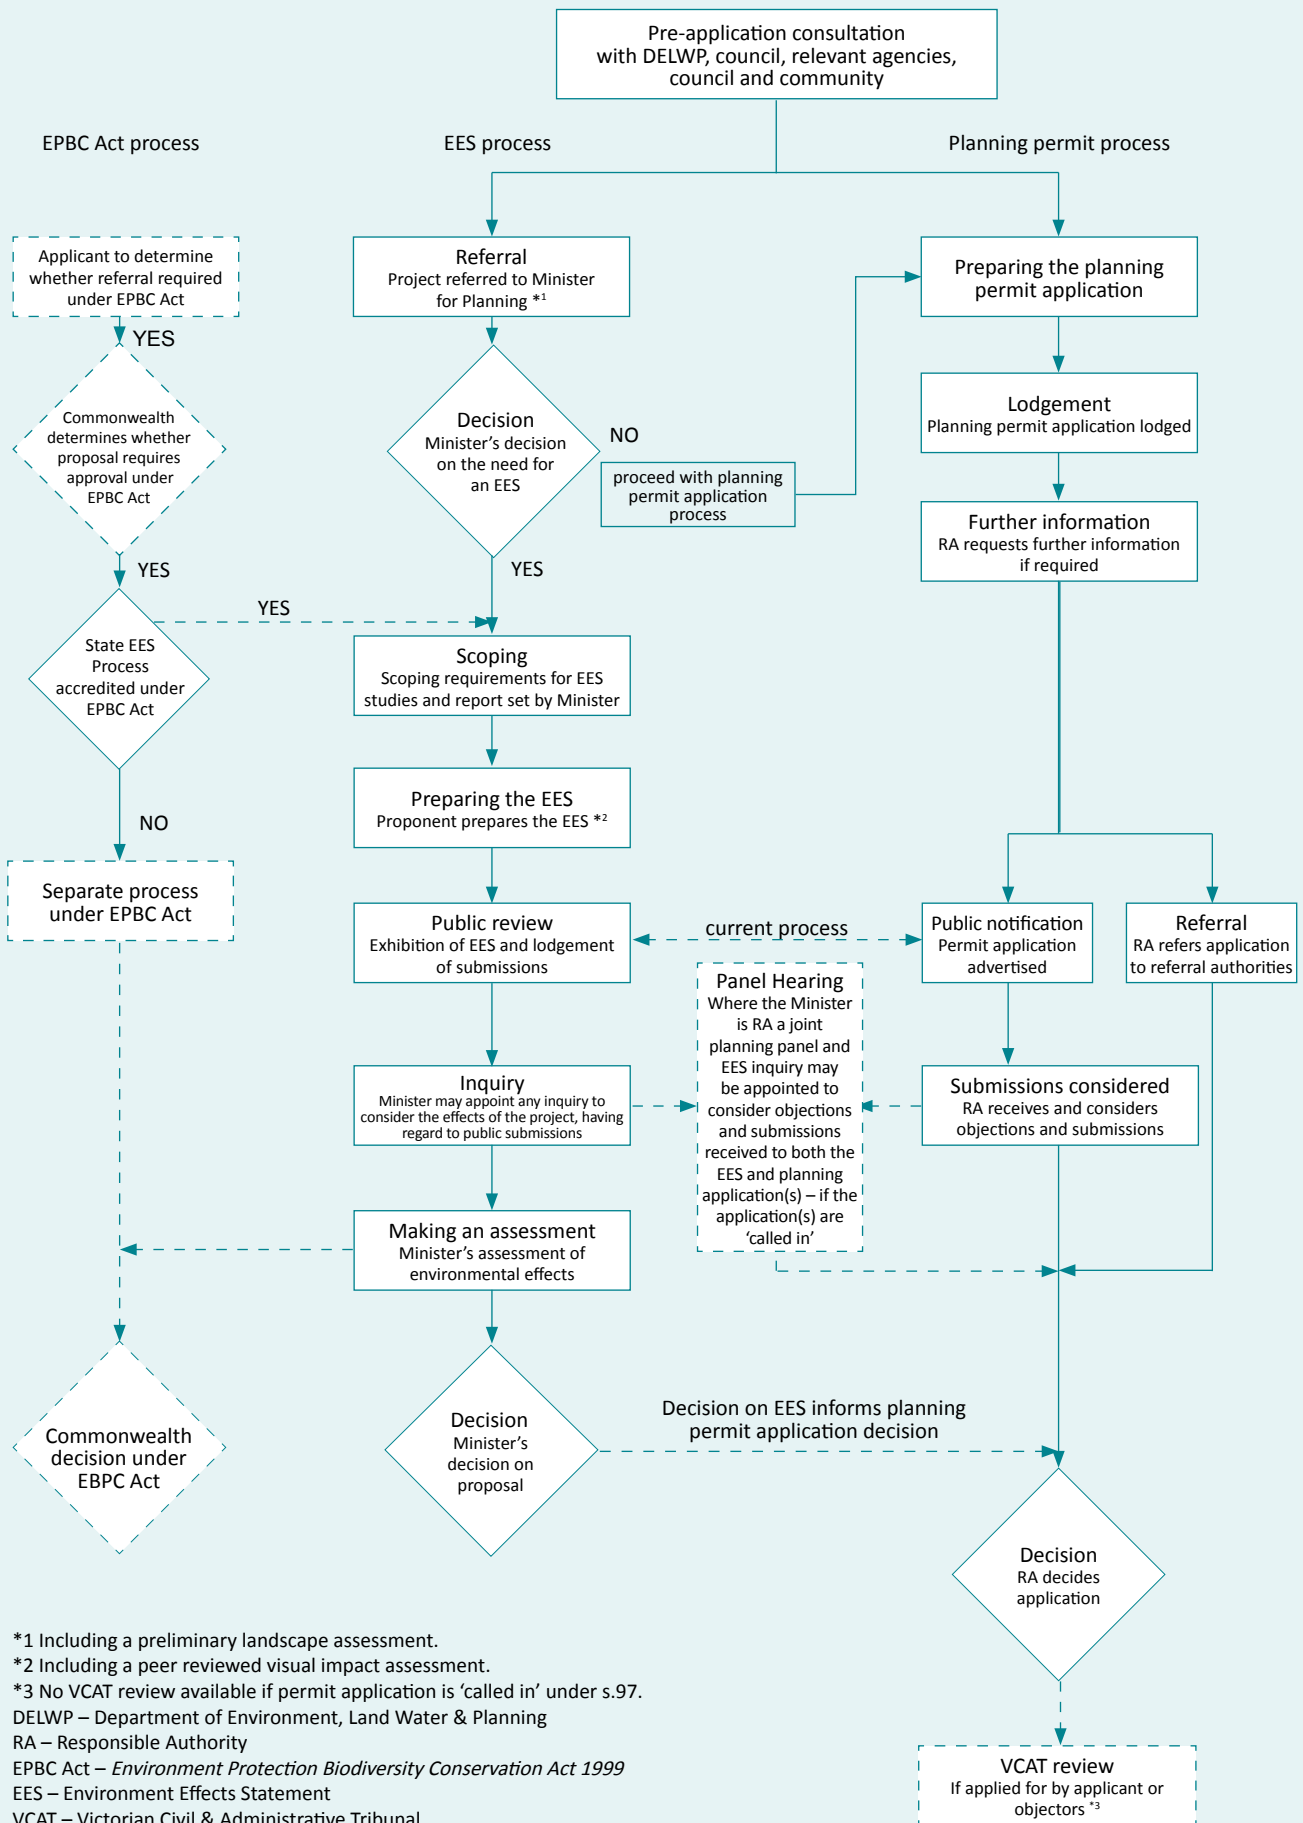 Pre-application consultation
with DELWP, council, relevant agencies,
council and community
EPBC Act process
EES process
Planning permit process
Applicant to determine
whether referral required
under EPBC Act
YES
Commonwealth
determines whether
proposal requires
approval under
EPBC Act
YES
State EES
Process
accredited under
EPBC Act
YES
NO
Separate process
under EPBC Act
Commonwealth
decision under
EBPC Act
Referral
Project referred to Minister
for Planning *1
Decision
Minister’s decision
on the need for
an EES
NO
proceed with planning
permit application
process
YES
Scoping
Scoping requirements for EES
studies and report set by Minister
Preparing the EES
Proponent prepares the EES *2
Public review
Exhibition of EES and lodgement
of submissions
current process
Inquiry
Minister may appoint any inquiry to
consider the effects of the project, having
regard to public submissions
Making an assessment
Minister’s assessment of
environmental effects
Decision
Minister’s
decision on
proposal
Decision on EES informs planning
permit application decision
Panel Hearing
Where the Minister
is RA a joint
planning panel and
EES inquiry may
be appointed to
consider objections
and submissions
received to both the
EES and planning
application(s) – if the
application(s) are
‘called in’
Preparing the planning
permit application
Lodgement
Planning permit application lodged
Further information
RA requests further information
if required
Public notification
Permit application
advertised
Referral
RA refers application
to referral authorities
Submissions considered
RA receives and considers
objections and submissions
Decision
RA decides
application
VCAT review
If applied for by applicant or
objectors *3
*1 Including a preliminary landscape assessment.
*2 Including a peer reviewed visual impact assessment.
*3 No VCAT review available if permit application is ‘called in’ under s.97.
DELWP – Department of Environment, Land Water & Planning
RA – Responsible Authority
EPBC Act – Environment Protection Biodiversity Conservation Act 1999
EES – Environment Effects Statement
VCAT – Victorian Civil & Administrative Tribunal